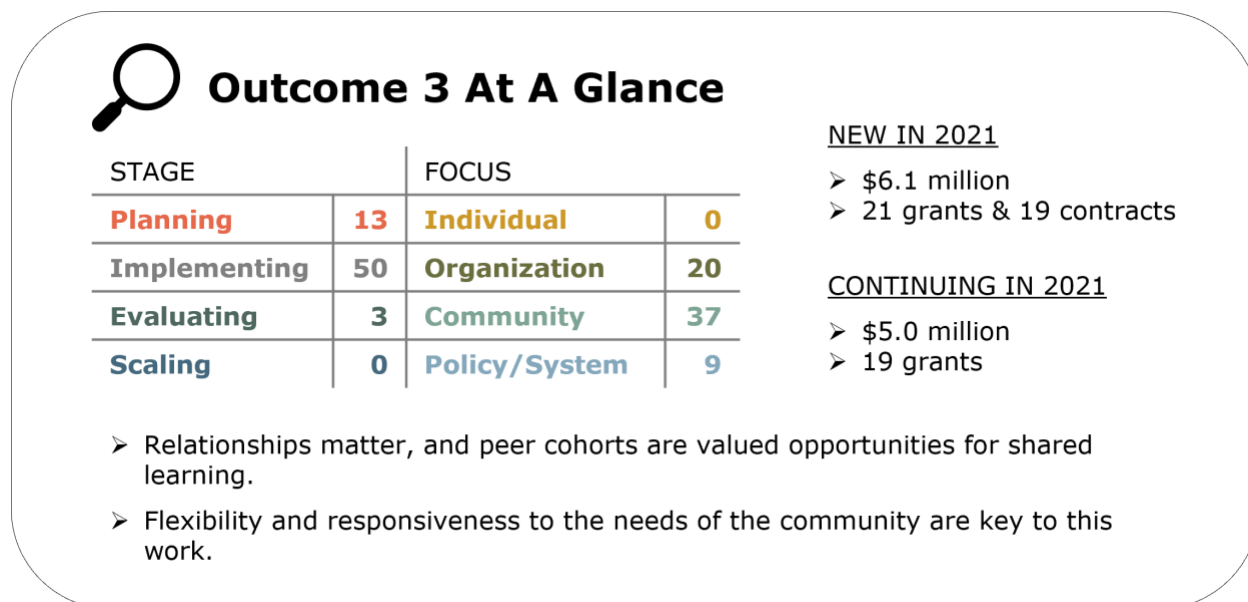 Outcome 3 At A Glance
STAGE FOCUS
Planning 13 Individual 0
Implementing 50 Organization 20
Evaluating 3 Community 37
Scaling 0 Policy/System 9
NEW IN 2021
➢ $6.1 million
➢ 21 grants & 19 contracts
CONTINUING IN 2021
➢ $5.0 million
➢ 19 grants
➢ Relationships matter, and peer cohorts are valued opportunities for shared
learning.
➢ Flexibility and responsiveness to the needs of the community are key to this
work.